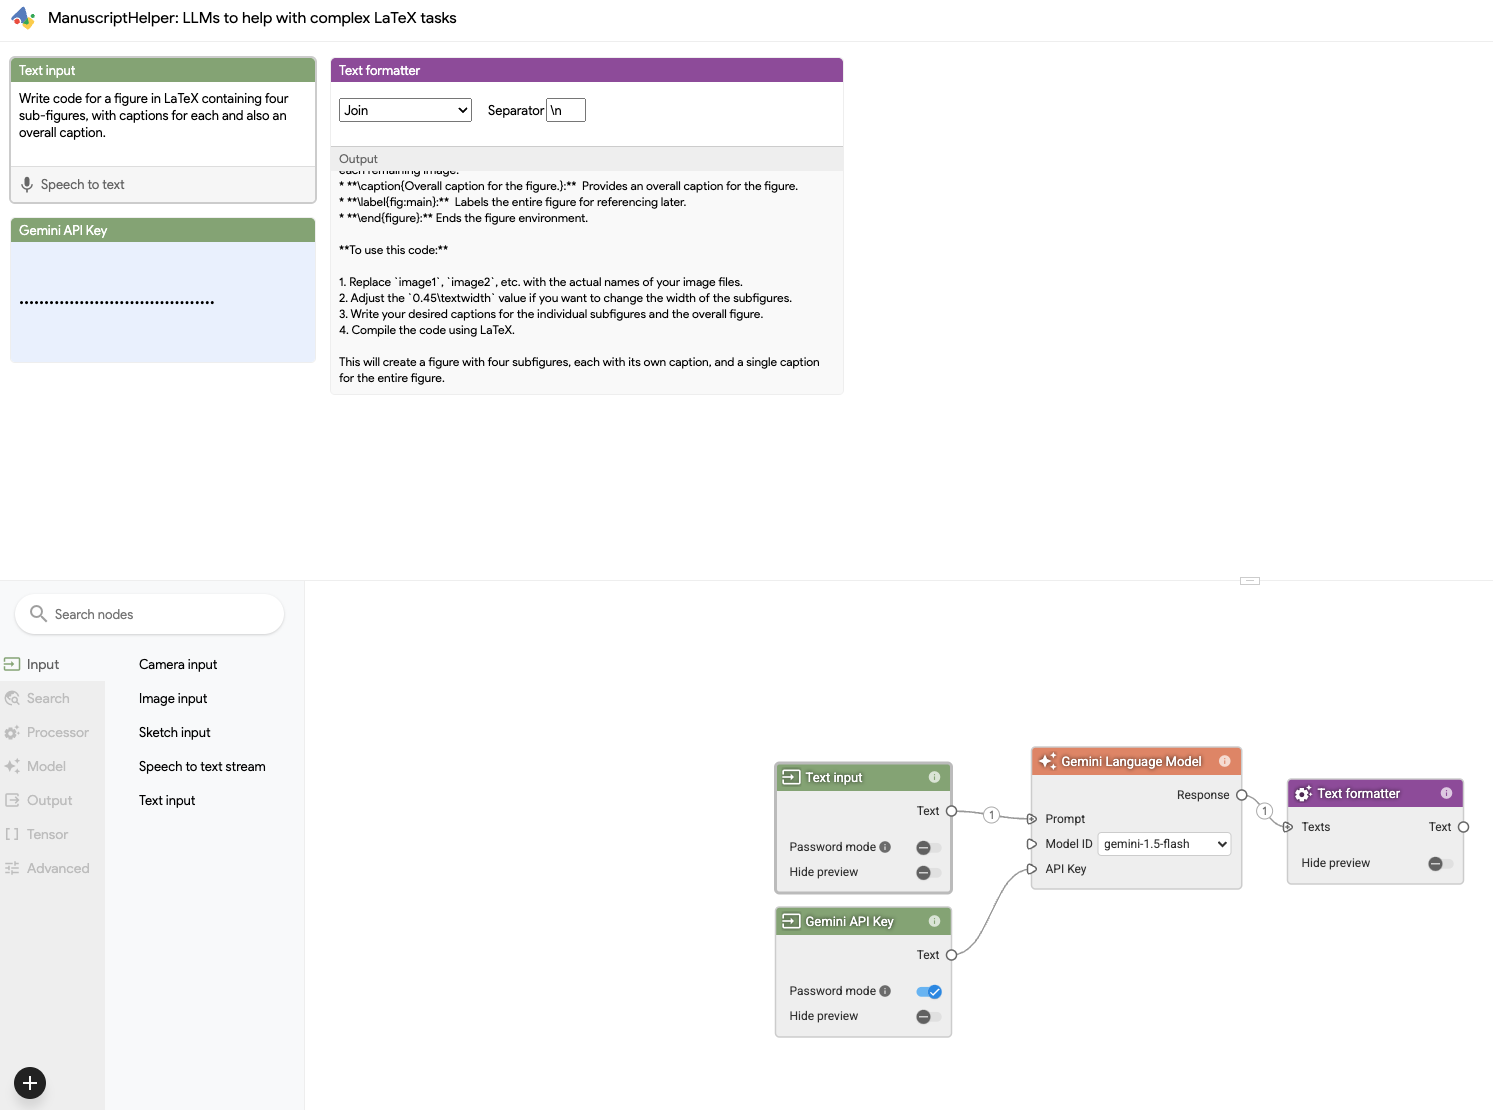 ManuscriptHelper: LLMs to help with complex LaTeX tasks
Text input
Write code for a figure in LaTeX containing four
sub-figures, with captions for each and also an
overall caption.
Speech to text
Gemini API Key
••••••••••••••••••••••••••••••••••••••
Text formatter
Join
Separator \n
Output
each remaining image.
* **\caption{Overall caption for the figure.}:** Provides an overall caption for the figure.
* **\label{fig:main}:** Labels the entire figure for referencing later.
* **\end{figure}:** Ends the figure environment.
**To use this code:**
1. Replace `image1`, `image2`, etc. with the actual names of your image files.
2. Adjust the `0.45\textwidth` value if you want to change the width of the subfigures.
3. Write your desired captions for the individual subfigures and the overall figure.
4. Compile the code using LaTeX.
This will create a figure with four subfigures, each with its own caption, and a single caption
for the entire figure.
Search nodes
Input
Search
Processor
Model
Output
Tensor
Advanced
Camera input
Image input
Sketch input
Speech to text stream
Text input
Text input
Text
Password mode
Hide preview
Gemini API Key
Text
Password mode
Hide preview
1
Gemini Language Model
Response
Prompt
Model ID gemini-1.5-flash
API Key
1
Text formatter
Texts Text
Hide preview